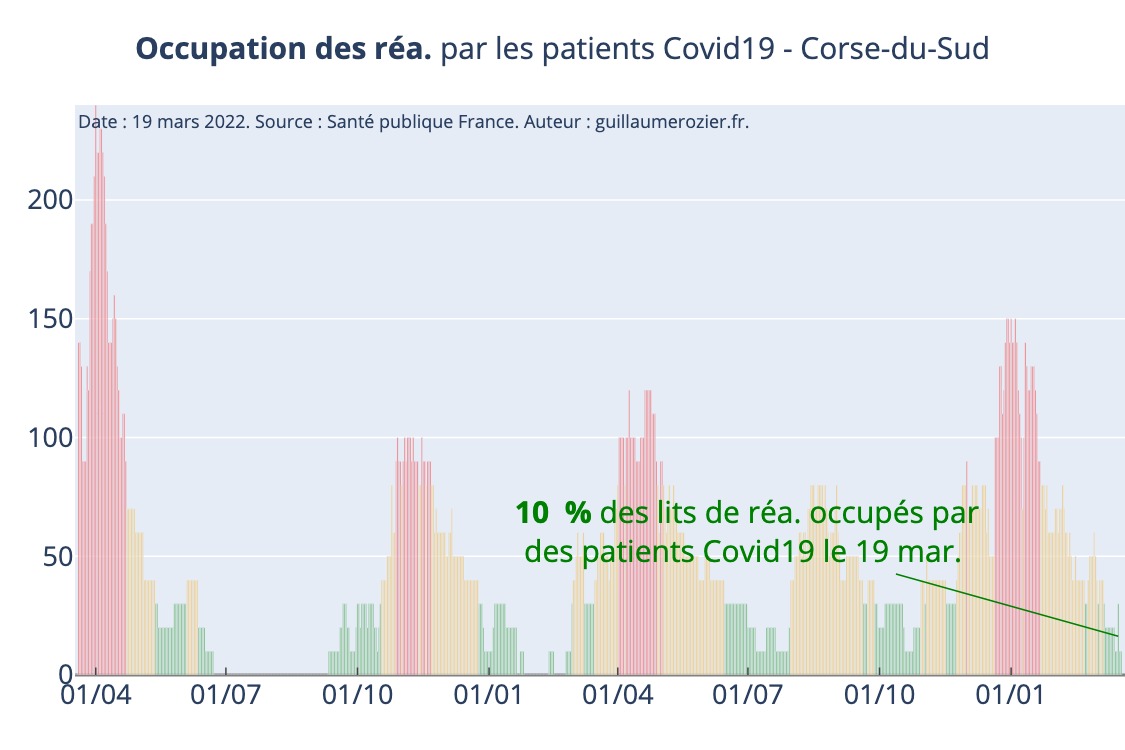 Occupation des réa. par les patients Covid19 - Corse-du-Sud
Date : 19 mars 2022. Source : Santé publique France. Auteur : guillaumerozier.fr.
200
150
100
50
0
10 % des lits de réa. occupés par
des patients Covid19 le 19 mar.
01/04 01/07 01/10 01/01 01/04 01/07 01/10 01/01